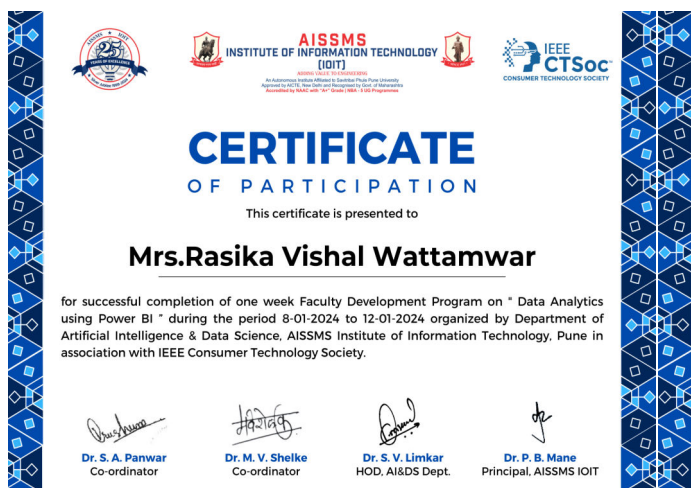 25
YEARS OF EXCELLENCE
AISSMS
INSTITUTE OF INFORMATION TECHNOLOGY
(IOIT)
ADDING VALUE TO ENGINEERING
An Autonomous Institute Affiliated to Savitribai Phule Pune University
Approved by AICTE, New Delhi and Recognised by Govt. of Maharashtra
Accredited by NAAC with "A+" Grade | NBA - 5 UG Programmes
IEEE
CTSoc
CONSUMER TECHNOLOGY SOCIETY
CERTIFICATE
OF PARTICIPATION
This certificate is presented to
Mrs.Rasika Vishal Wattamwar
for successful completion of one week Faculty Development Program on " Data Analytics
using Power BI " during the period 8-01-2024 to 12-01-2024 organized by Department of
Artificial Intelligence & Data Science, AISSMS Institute of Information Technology, Pune in
association with IEEE Consumer Technology Society.
Dr. S. A. Panwar Dr. M. V. Shelke Dr. S. V. Limkar Dr. P. B. Mane
Co-ordinator Co-ordinator HOD, AI&DS Dept. Principal, AISSMS IOIT